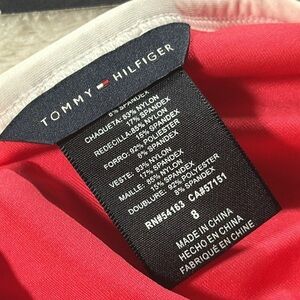 TOMMY HILFIGER
8% SPANDEX
CHAQUETA: 83% NYLON
17% SPANDEX
REDECILLA: 85% NYLON
15% SPANDEX
FORRO: 92% POLIESTER
8% SPANDEX
VESTE: 83% NYLON
17% SPANDEX
MAILLE: 85% NYLON
15% SPANDEX
DOUBLURE: 92% POLYESTER
8% SPANDEX
RN#54163 CA#57151
8
MADE IN CHINA
HECHO EN CHINA
FABRIQUÉ EN CHINE